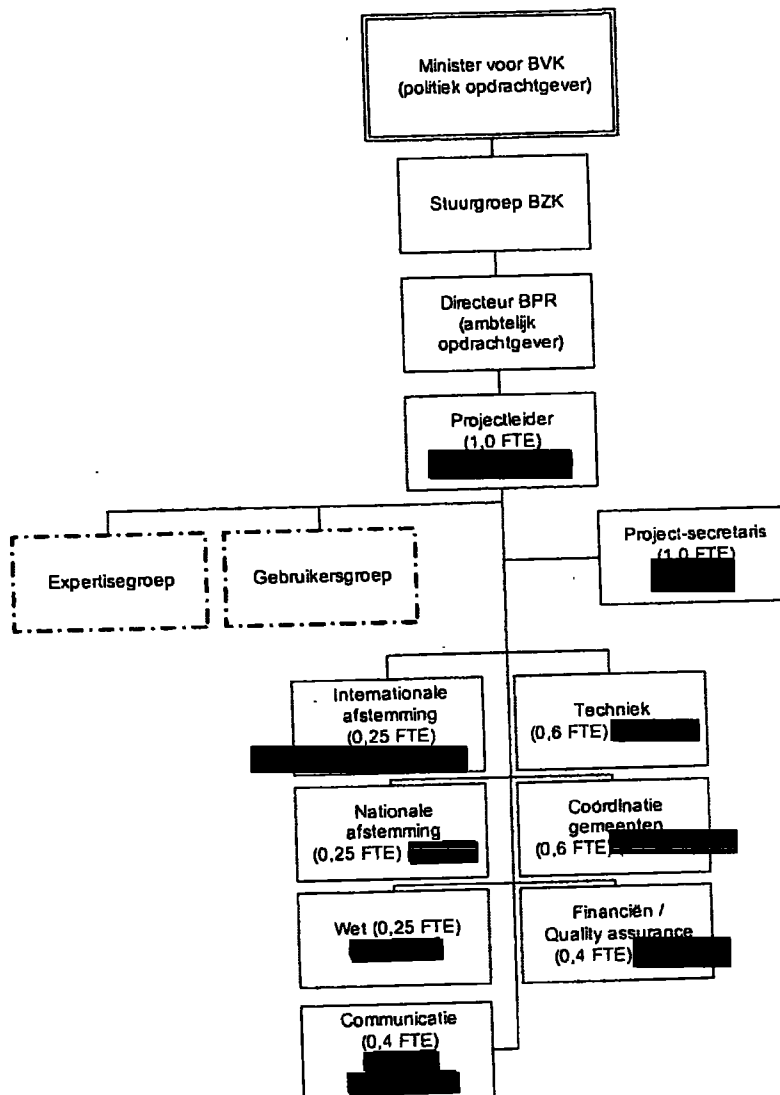 Minister voor BVK
(politiek opdrachtgever)
Stuurgroep BZK
Directeur BPR
(ambtelijk
opdrachtgever)
Projectleider
(1,0 FTE)
Expertisegroep
Gebruikersgroep
Project-secretaris
(1,0 FTE)
Internationale
afstemming
(0,25 FTE)
Techniek
(0,6 FTE)
Nationale
afstemming
(0,25 FTE)
Coördinatie
gemeenten
(0,6 FTE)
Wet (0,25 FTE)
Financiën /
Quality assurance
(0,4 FTE)
Communicatie
(0,4 FTE)